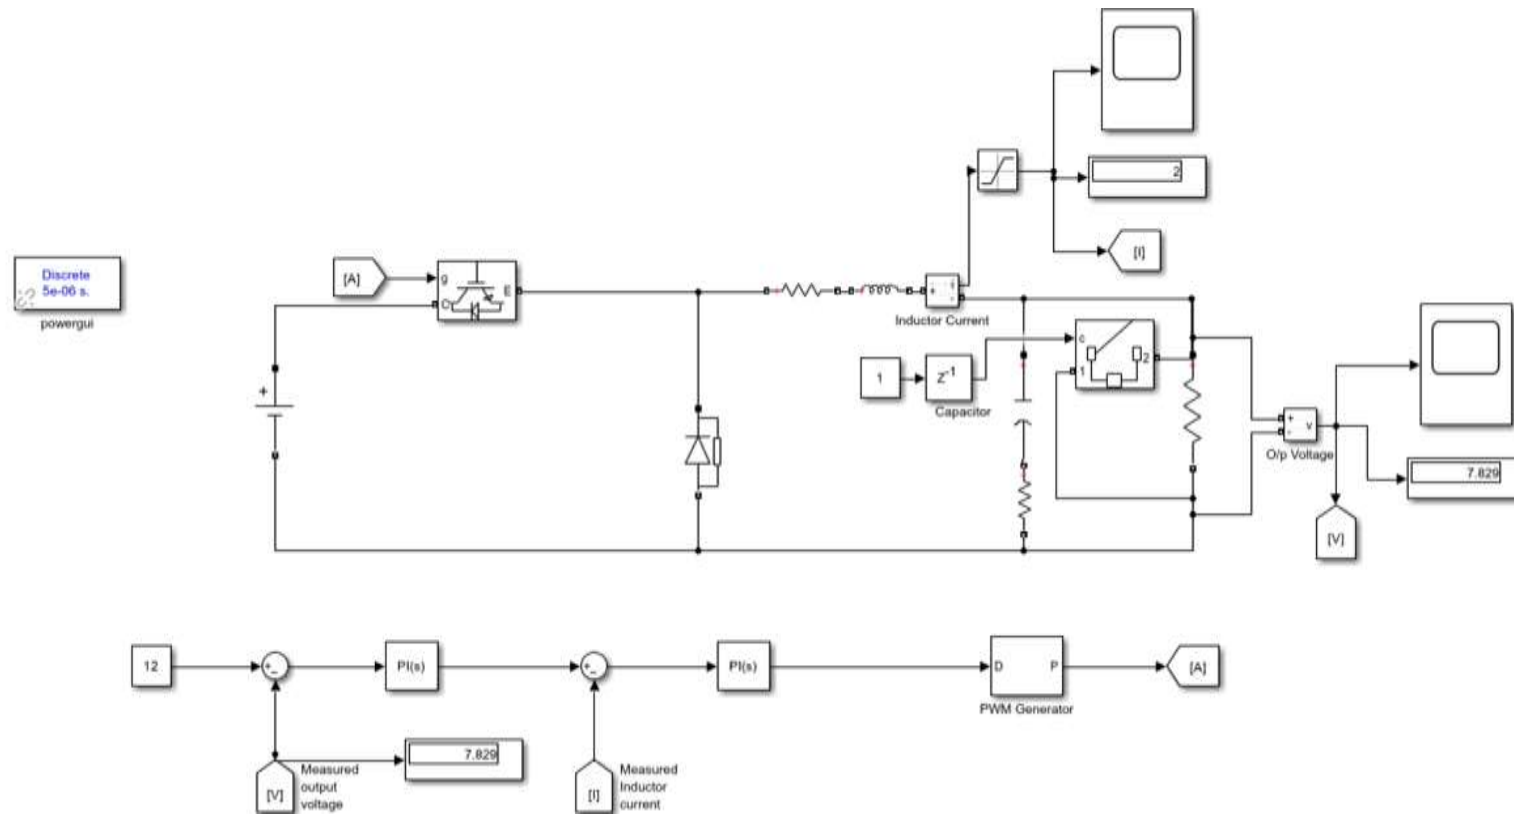 2
[I]
[A]
g
C
E
Discrete
5e-06 s.
powergui
+
+
+
-
Inductor Current
1
Z-1
Capacitor
c
1
2
+
-
v
O/p Voltage
7.829
[V]
12
+
-
PI(s)
+
-
PI(s)
D
P
PWM Generator
[A]
7.829
[V]
Measured
output
voltage
[I]
Measured
Inductor
current